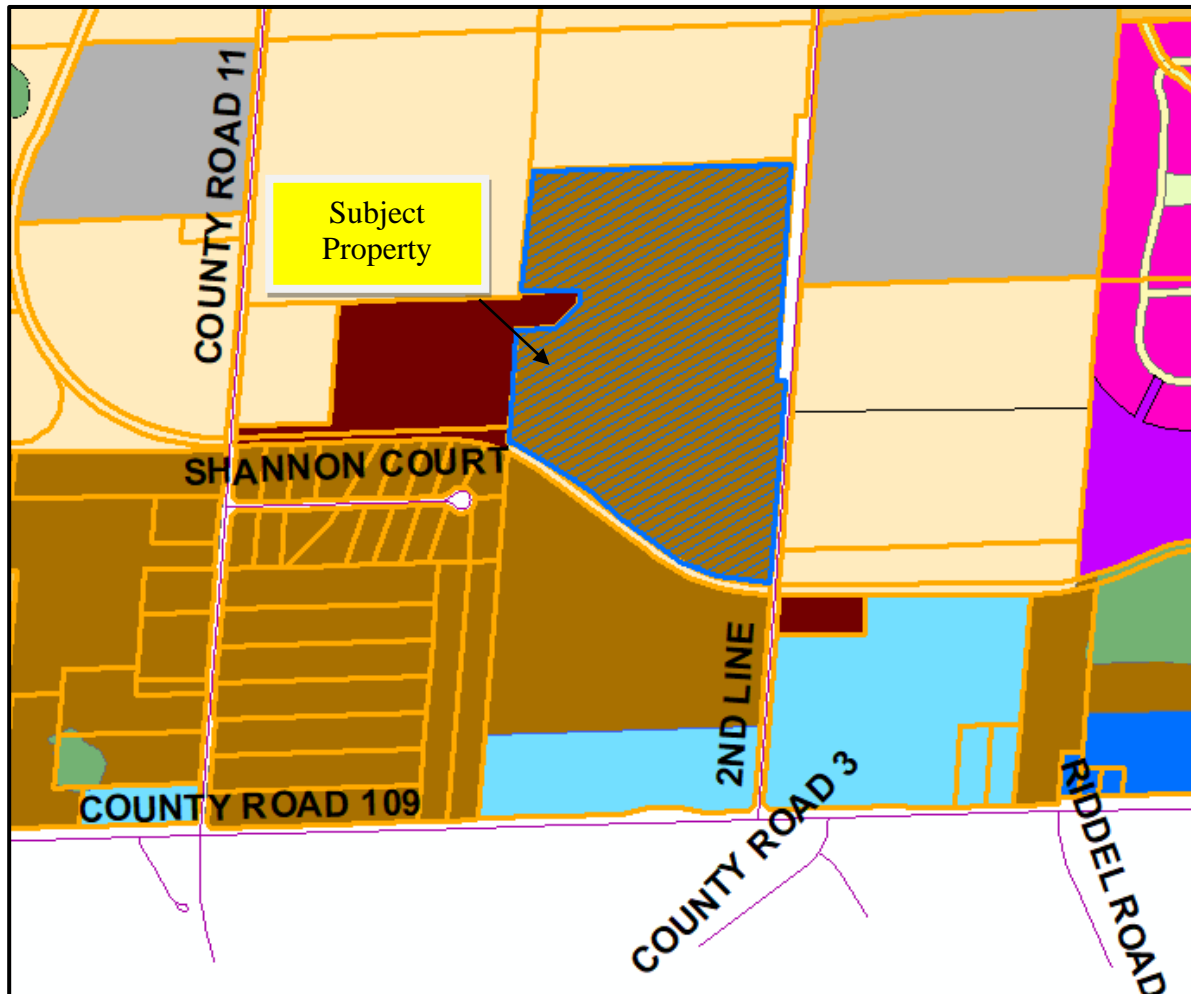 COUNTY ROAD 11
Subject
Property
SHANNON COURT
2ND LINE
COUNTY ROAD 109
COUNTY ROAD 3
RIDDEL ROAD